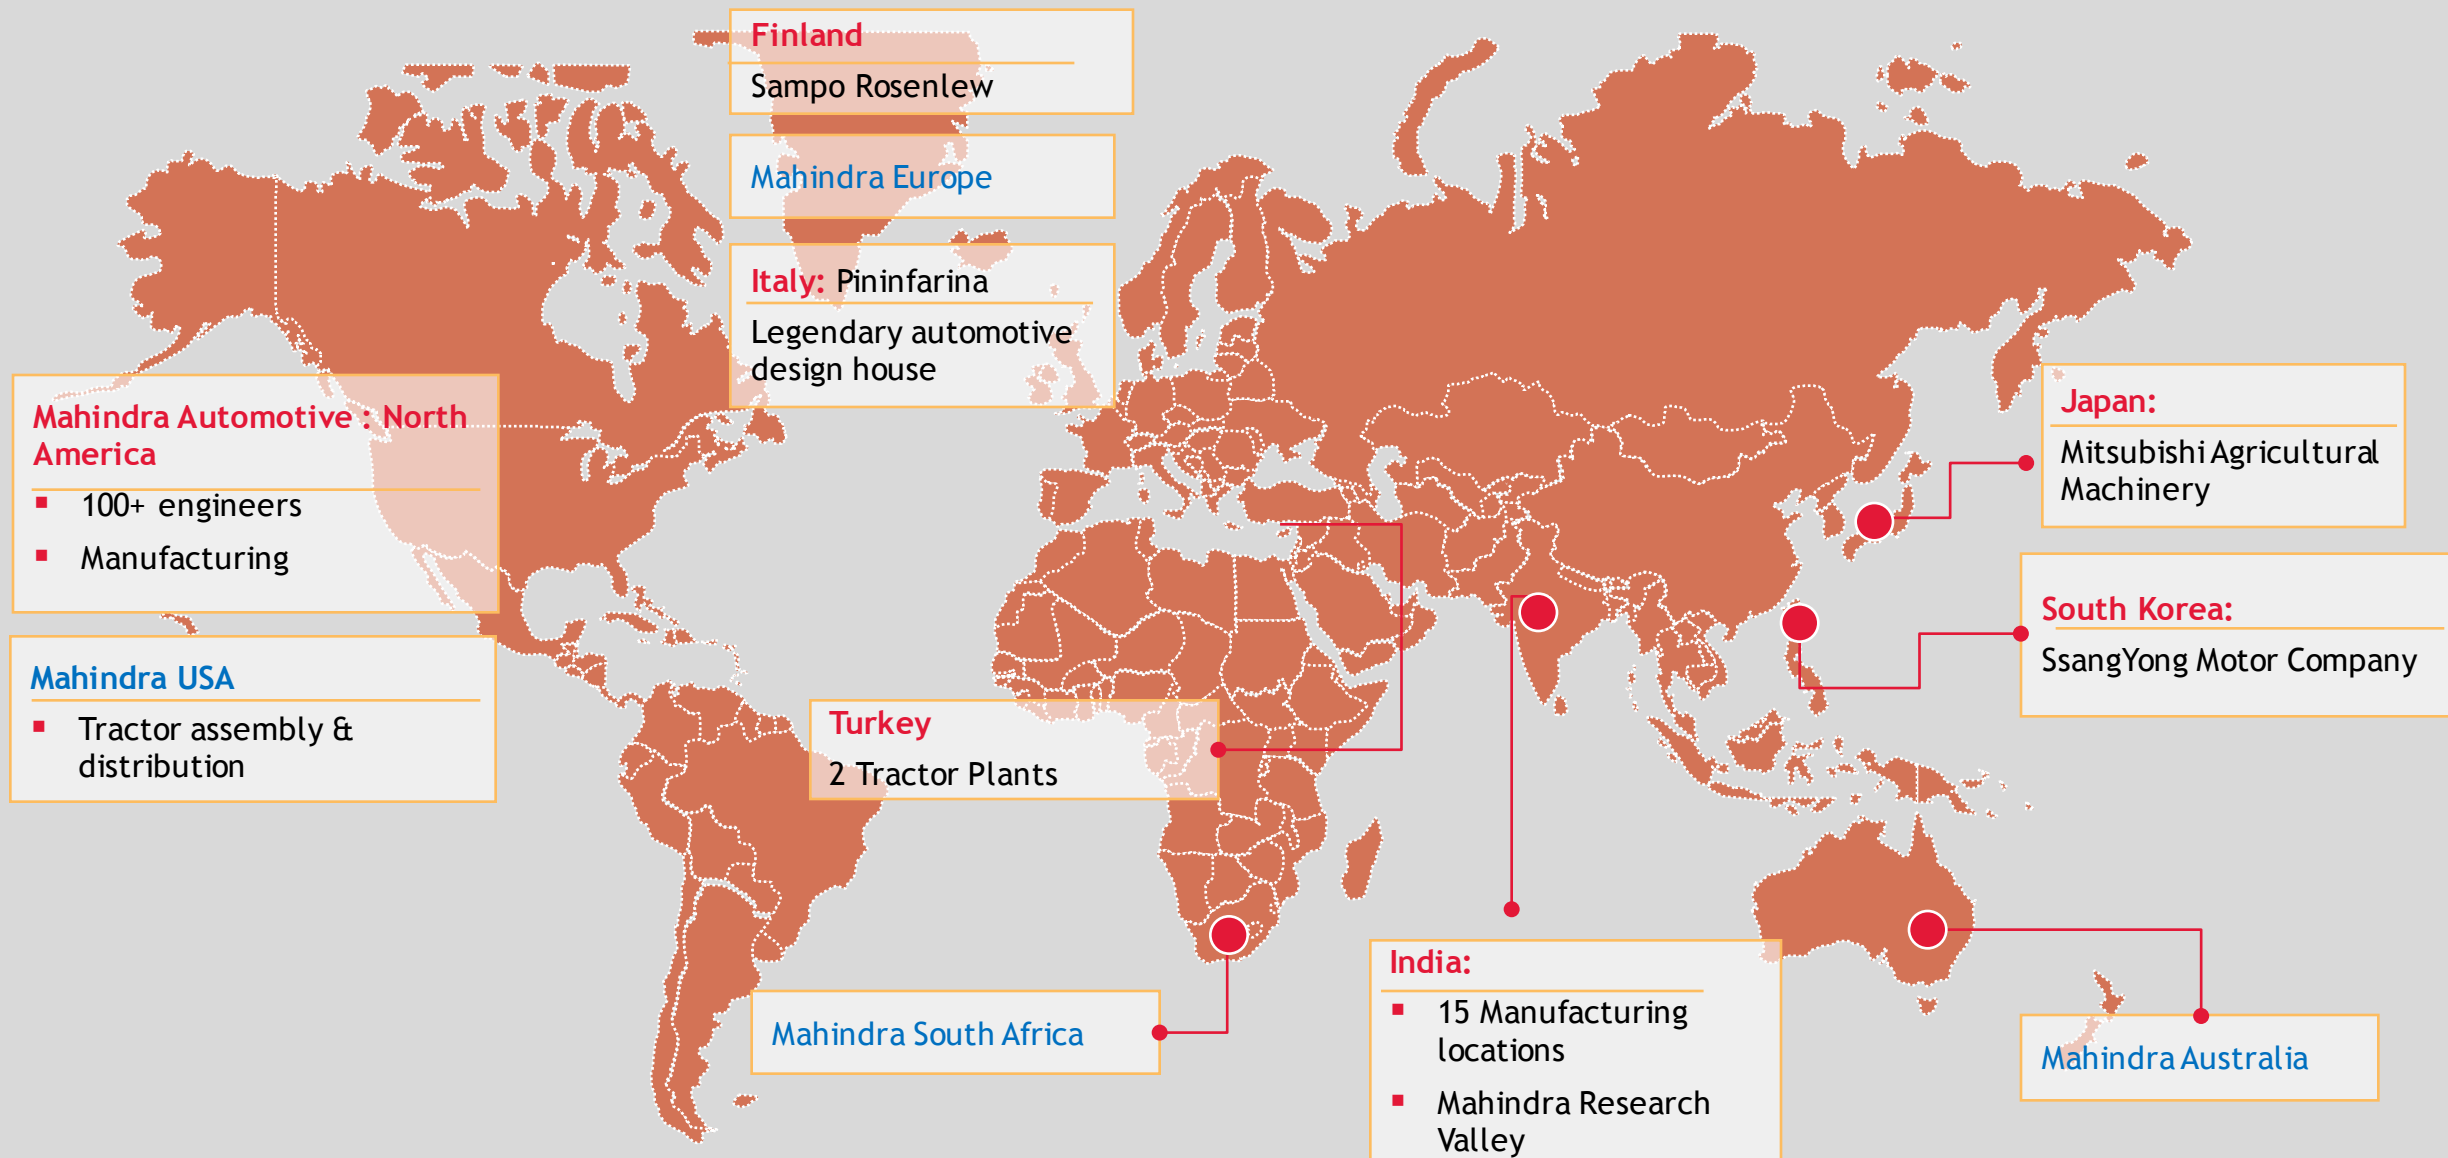 Finland
Sampo Rosenlew
Mahindra Europe
Italy: Pininfarina
Legendary automotive
design house
Mahindra Automotive : North
America
100+ engineers
Manufacturing
Mahindra USA
Tractor assembly &
distribution
Turkey
2 Tractor Plants
Mahindra South Africa
India:
15 Manufacturing
locations
Mahindra Research
Valley
Japan:
Mitsubishi Agricultural
Machinery
South Korea:
SsangYong Motor Company
Mahindra Australia